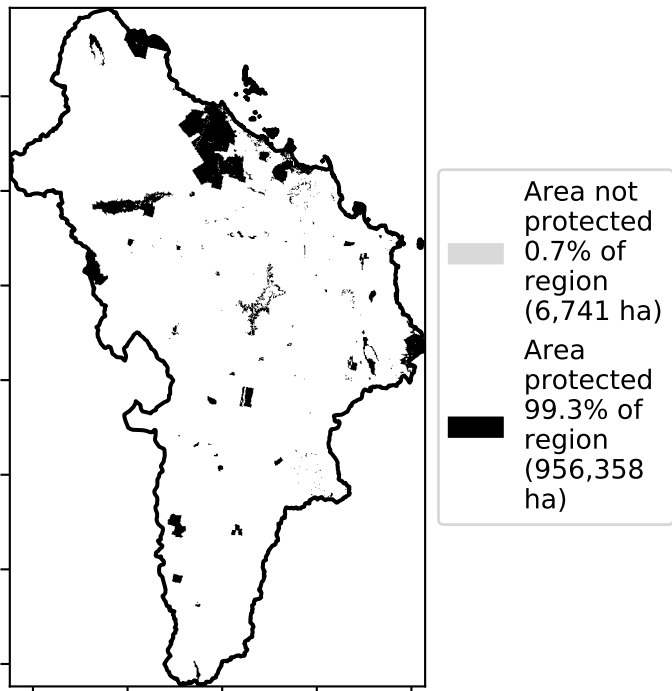 Area not
protected
0.7% of
region
(6,741 ha)
Area
protected
99.3% of
region
(956,358
ha)